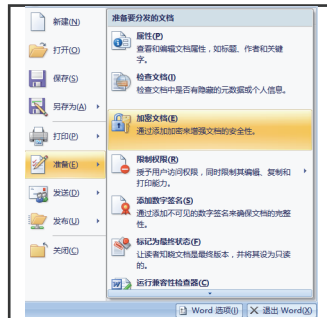 新建(N)
打开(O)
保存(S)
另存为(A)
打印(P)
准备(E)
发送(D)
发布(U)
关闭(C)
准备要分发的文档
属性(P)
查看和编辑文档属性，如标题、作者和关键
字。
检查文档(I)
检查文档中是否有隐藏的元数据或个人信息。
加密文档(E)
通过添加加密来增强文档的安全性。
限制权限(R)
授予用户访问权限，同时限制其编辑、复制和
打印能力。
添加数字签名(S)
通过添加不可见的数字签名来确保文档的完整
性。
标记为最终状态(F)
让读者知晓文档是最终版本，并将其设为只读
的。
运行兼容性检查器(C)
Word 选项(I)
退出 Word(X)